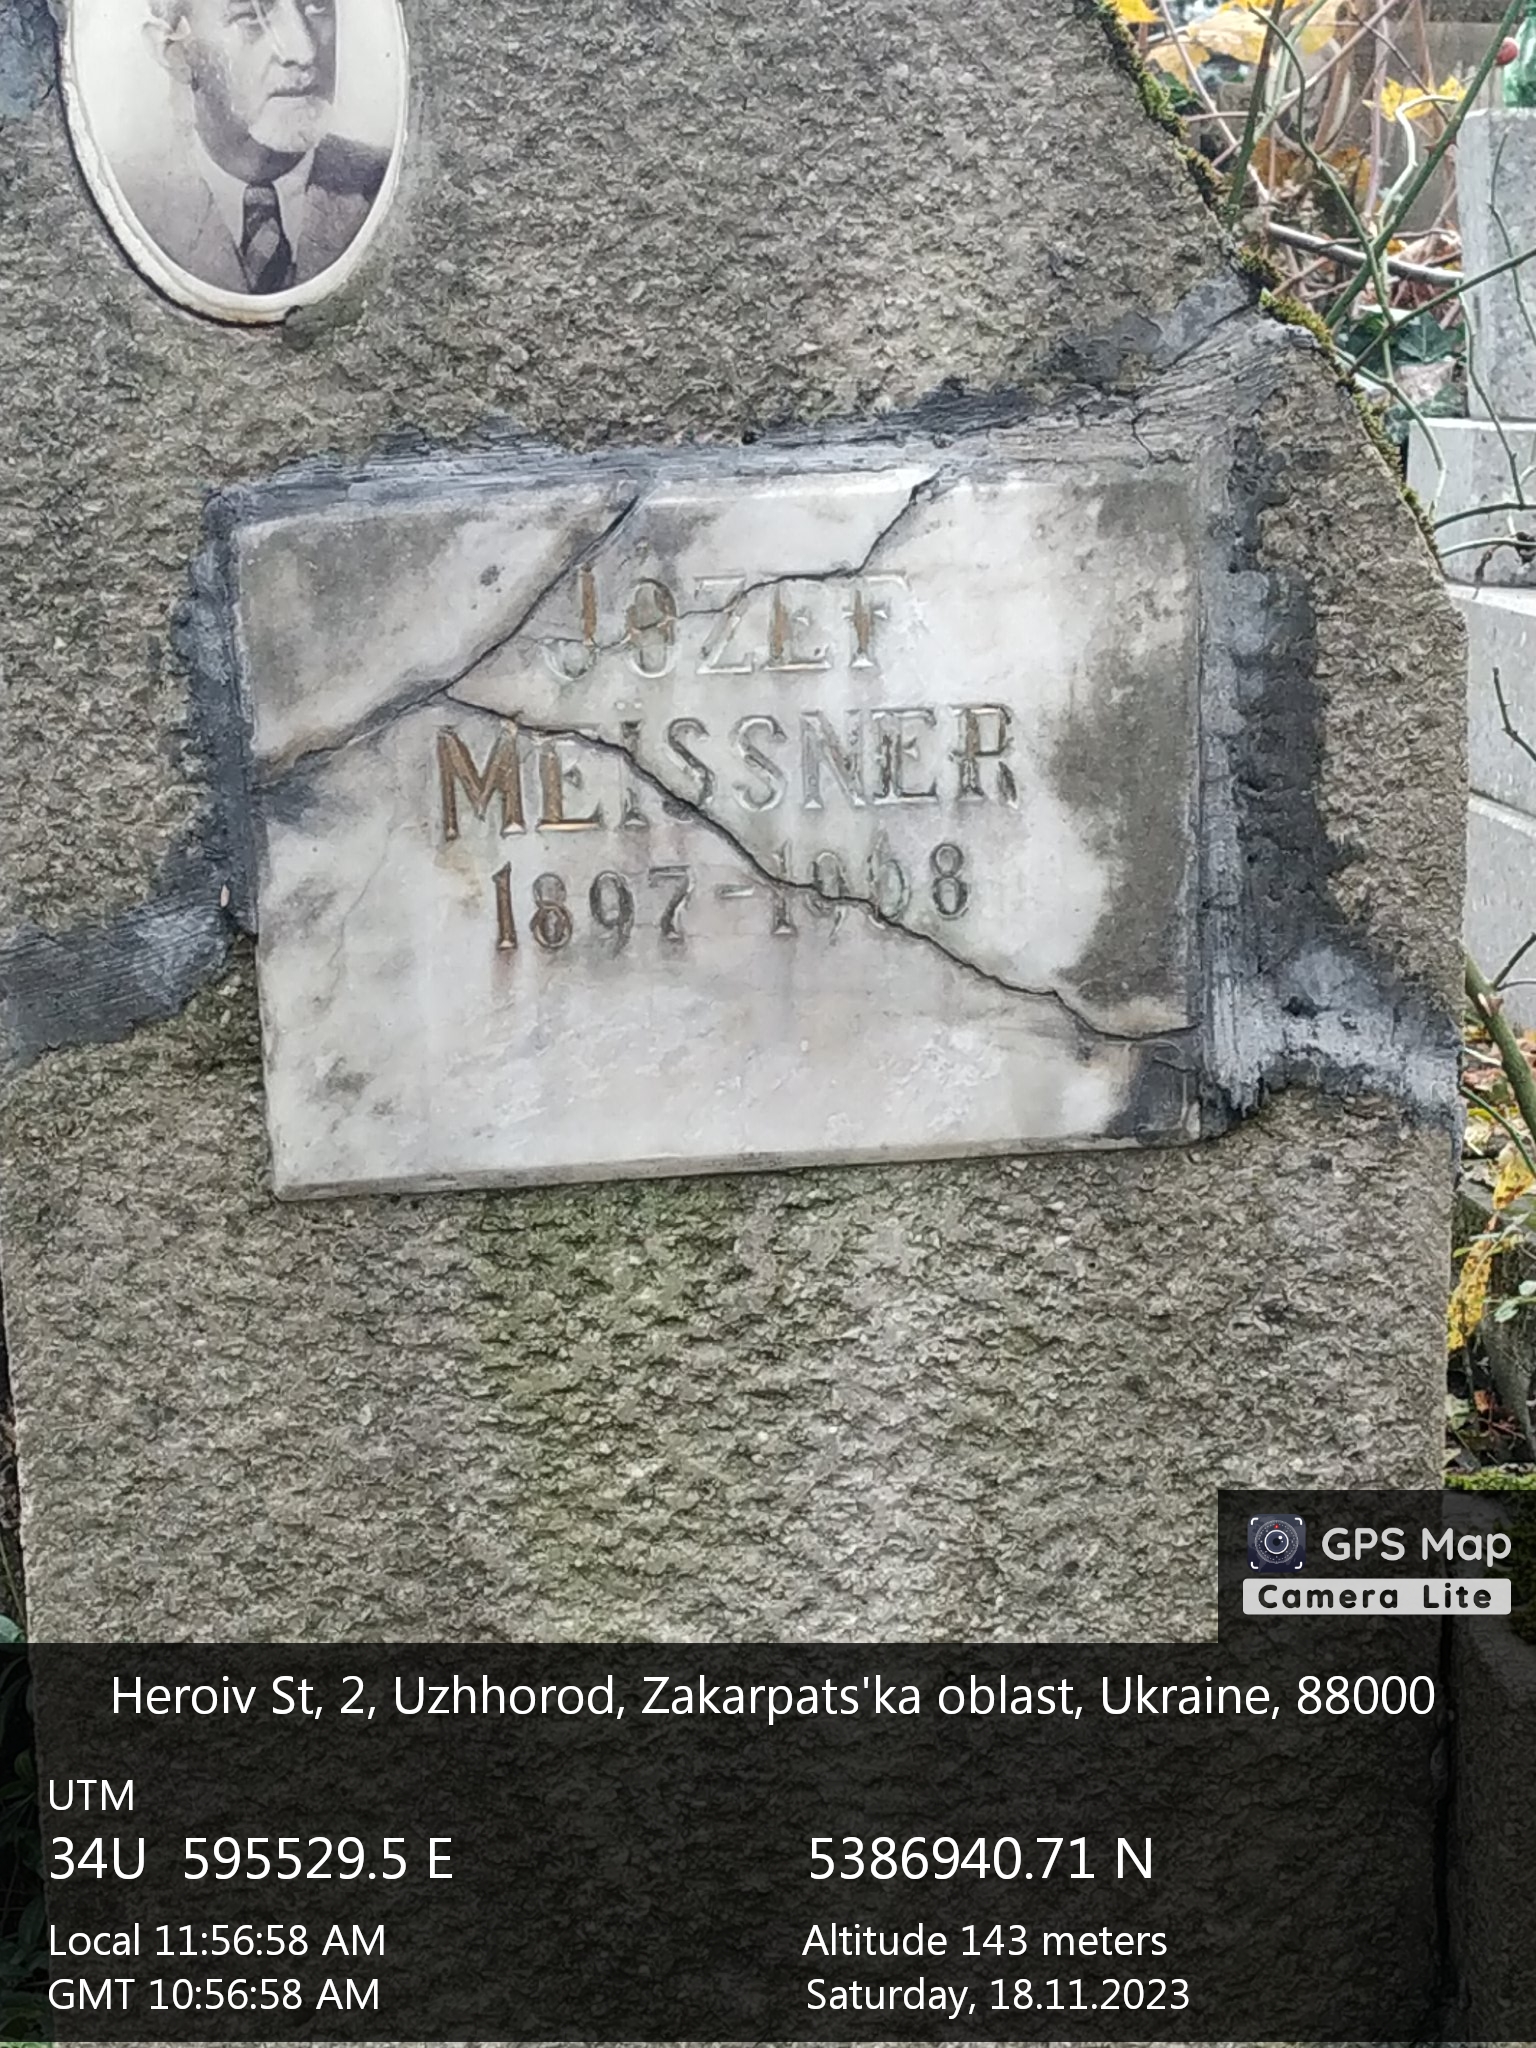 JOZEF
MEISSNER
1897-1968
GPS Map
Camera Lite
Heroiv St, 2, Uzhhorod, Zakarpats'ka oblast, Ukraine, 88000
UTM
34U 595529.5 E
5386940.71 N
Local 11:56:58 AM
Altitude 143 meters
GMT 10:56:58 AM
Saturday, 18.11.2023